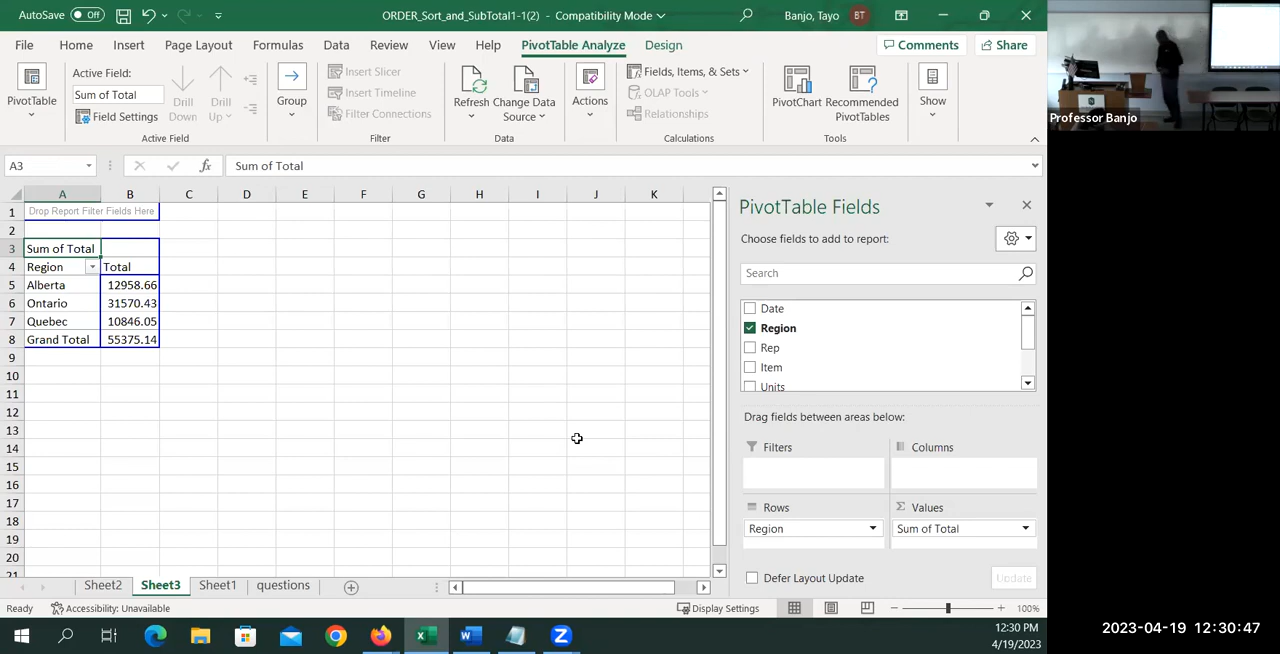 AutoSave Off
ORDER_Sort_and_SubTotal1-1(2) - Compatibility Mode
Banjo, Tayo BT
File Home Insert Page Layout Formulas Data Review View Help PivotTable Analyze Design Comments Share
PivotTable
Active Field:
Sum of Total
Field Settings
Drill Down
Drill Up
Active Field
Group
Insert Slicer
Insert Timeline
Filter Connections
Filter
Refresh
Change Data Source
Data
Actions
Fields, Items, & Sets
OLAP Tools
Relationships
Calculations
PivotChart
Recommended PivotTables
Tools
Show
Professor Banjo
A3 fx Sum of Total
A B C D E F G H I J K
1 Drop Report Filter Fields Here
2
3 Sum of Total
4 Region Total
5 Alberta 12958.66
6 Ontario 31570.43
7 Quebec 10846.05
8 Grand Total 55375.14
9
10
11
12
13
14
15
16
17
18
19
20
21
PivotTable Fields
Choose fields to add to report:
Search
Date
Region
Rep
Item
Units
Drag fields between areas below:
Filters
Columns
Rows
Σ Values
Region
Sum of Total
Defer Layout Update
Update
Sheet2 Sheet3 Sheet1 questions
Ready Accessibility: Unavailable Display Settings 100%
12:30 PM
4/19/2023
2023-04-19 12:30:47